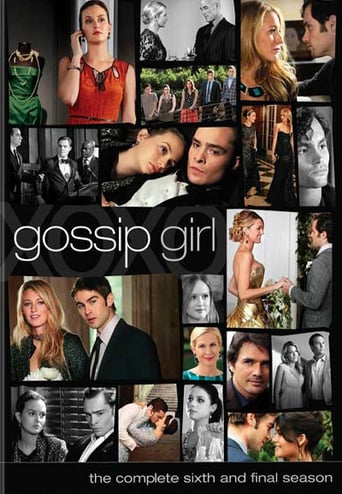 xoxo
gossip girl
the complete sixth and final season